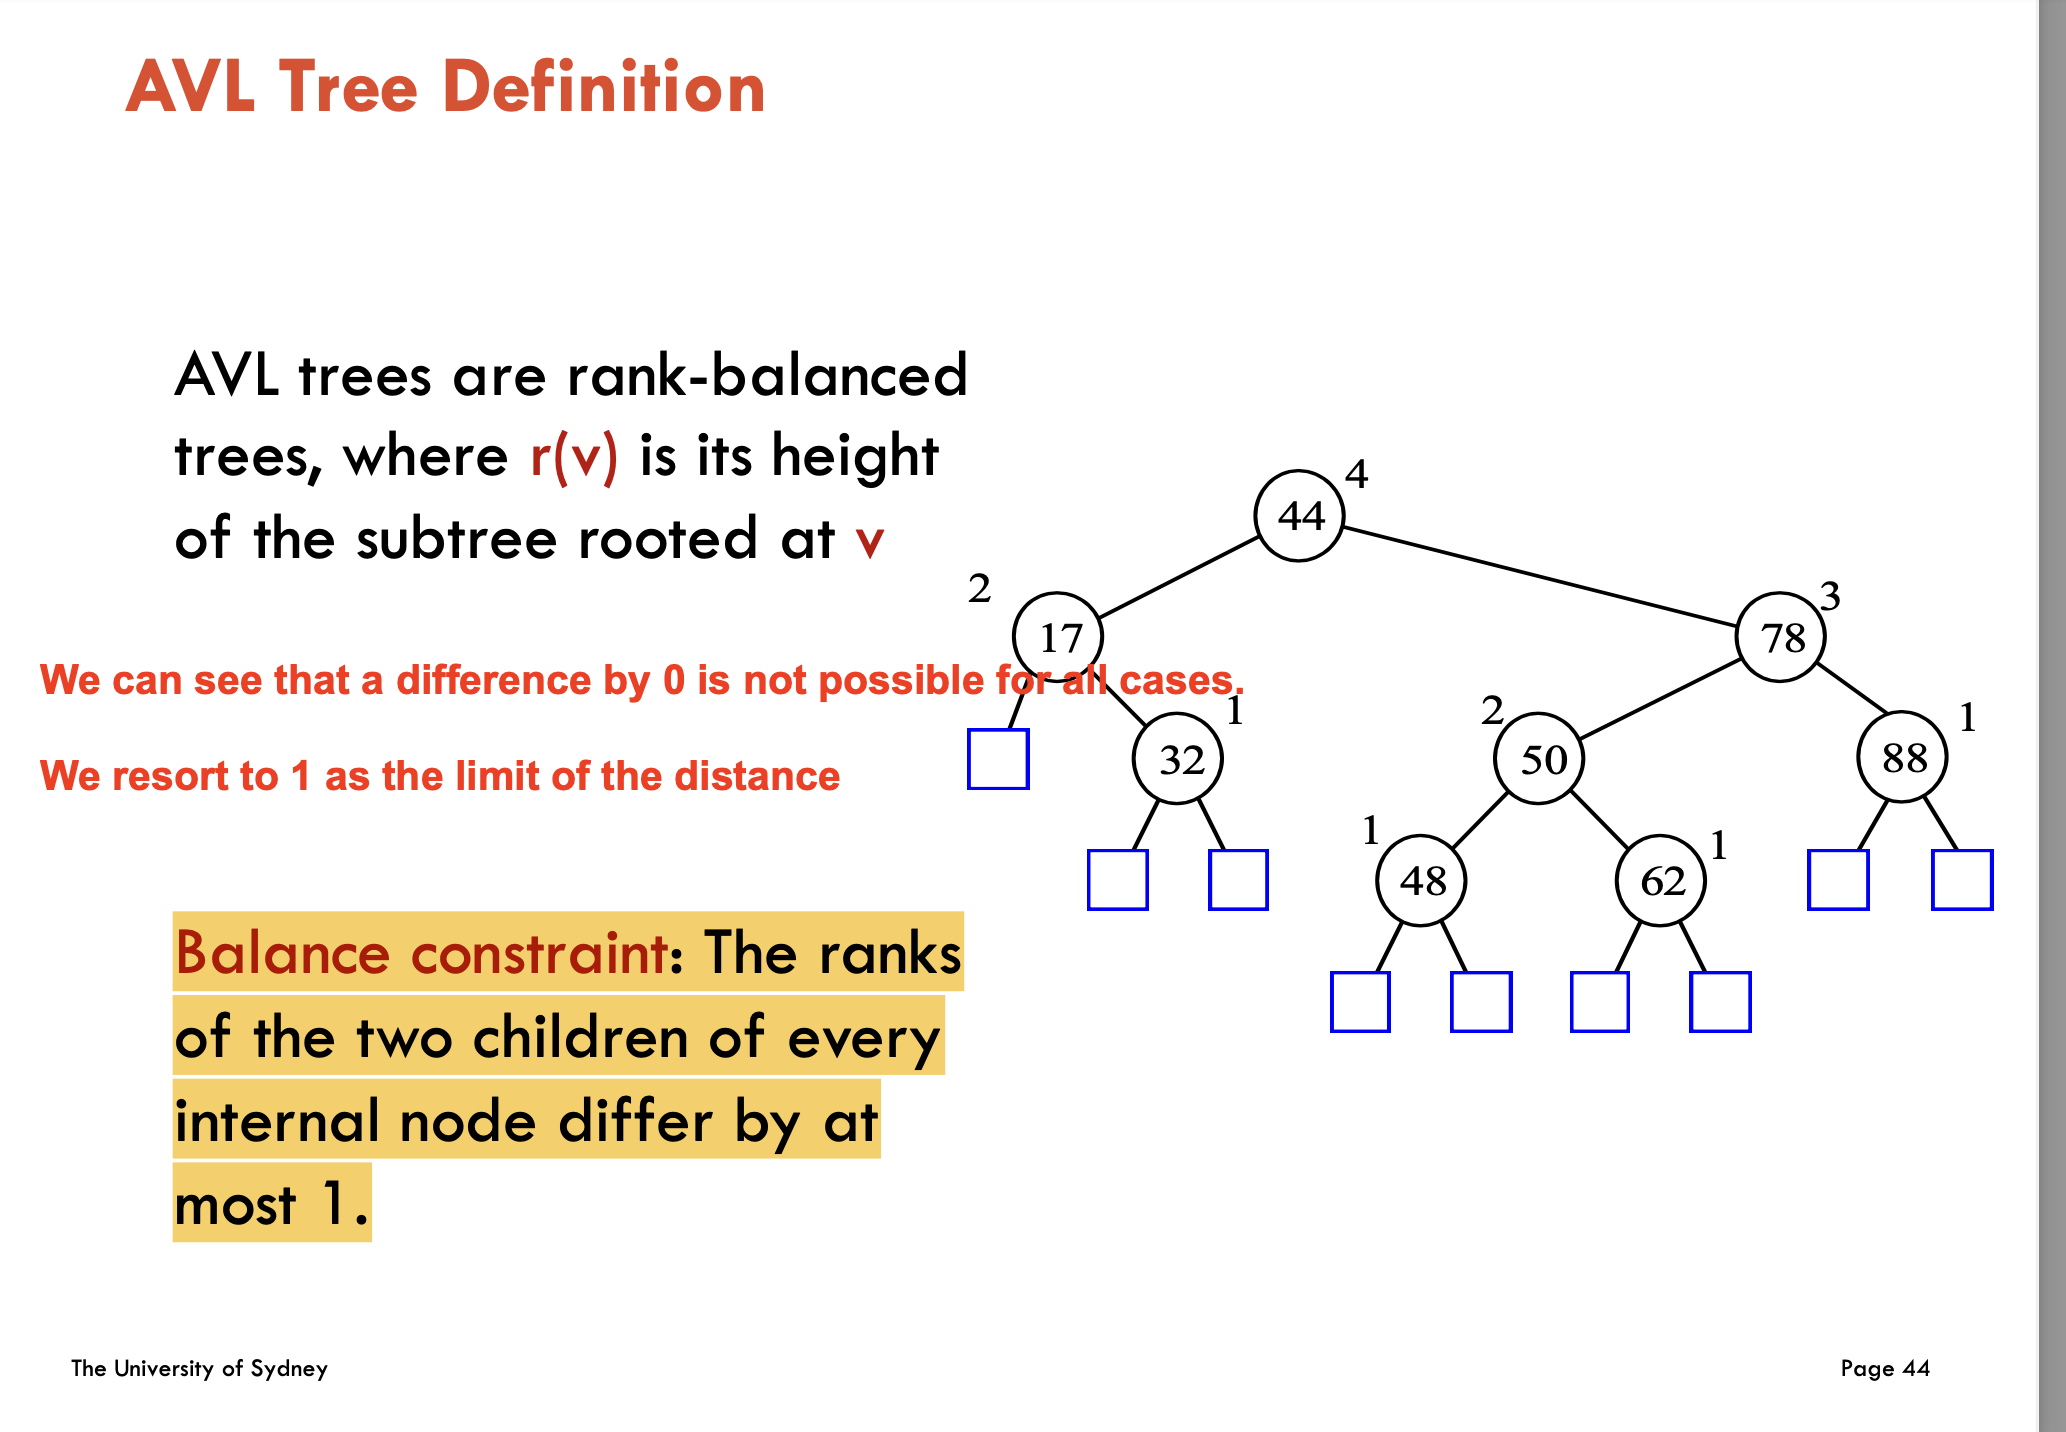 AVL Tree Definition
AVL trees are rank-balanced
trees, where r(v) is its height
of the subtree rooted at v
We can see that a difference by 0 is not possible for all cases.
We resort to 1 as the limit of the distance
Balance constraint: The ranks
of the two children of every
internal node differ by at
most 1.
44 4
2 17
78 3
32 1
2 50
88 1
1 48
62 1
The University of Sydney
Page 44